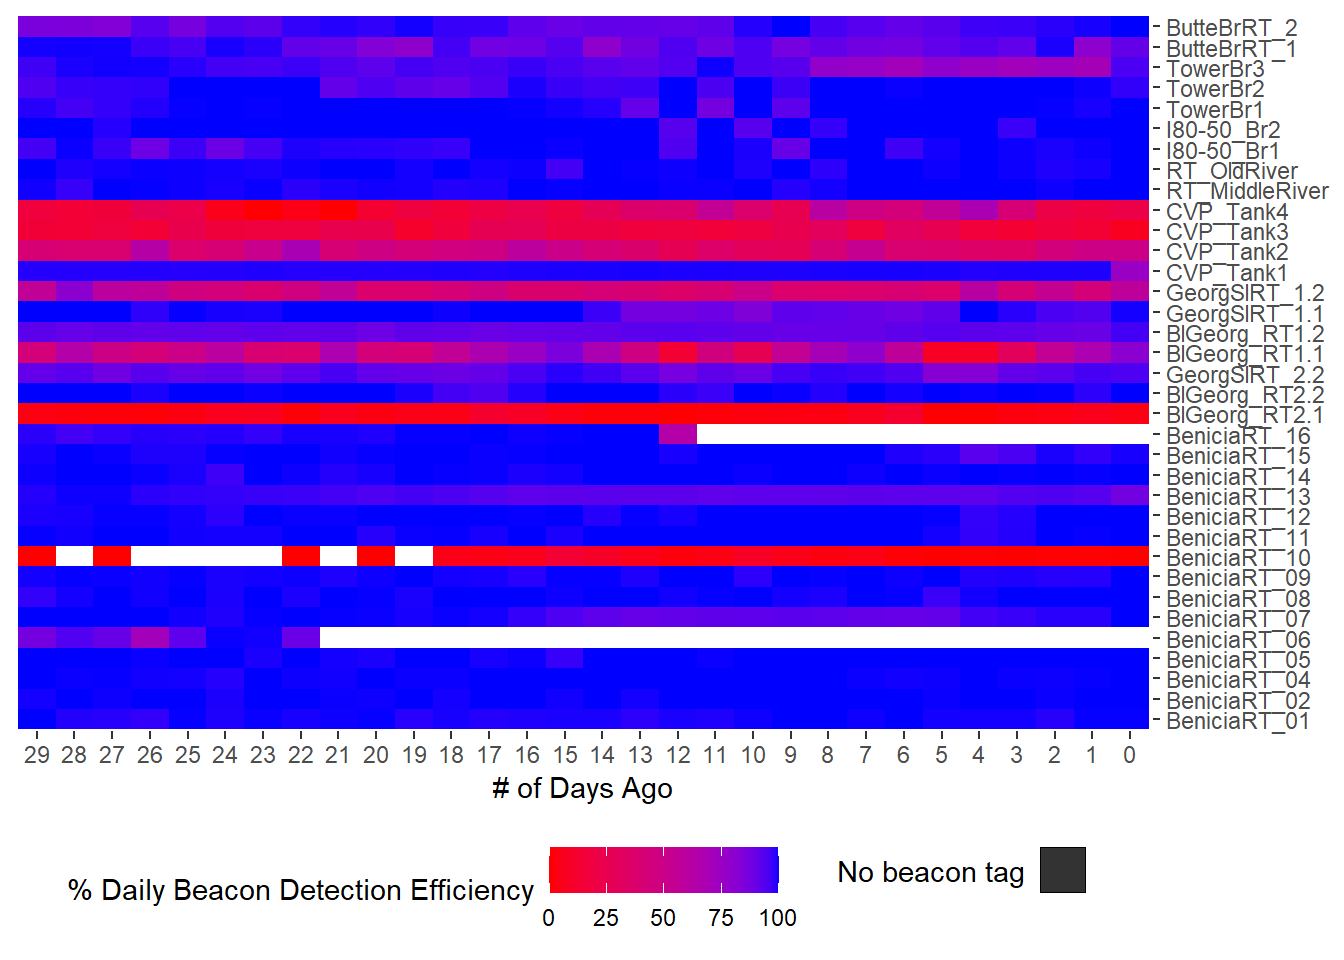 ButteBrRT_2
ButteBrRT_1
TowerBr3
TowerBr2
TowerBr1
I80-50_Br2
I80-50_Br1
RT_OldRiver
RT_MiddleRiver
CVP_Tank4
CVP_Tank3
CVP_Tank2
CVP_Tank1
GeorgSlRT_1.2
GeorgSlRT_1.1
BlGeorg_RT1.2
BlGeorg_RT1.1
GeorgSlRT_2.2
BlGeorg_RT2.2
BlGeorg_RT2.1
BeniciaRT_16
BeniciaRT_15
BeniciaRT_14
BeniciaRT_13
BeniciaRT_12
BeniciaRT_11
BeniciaRT_10
BeniciaRT_09
BeniciaRT_08
BeniciaRT_07
BeniciaRT_06
BeniciaRT_05
BeniciaRT_04
BeniciaRT_02
BeniciaRT_01
29 28 27 26 25 24 23 22 21 20 19 18 17 16 15 14 13 12 11 10 9 8 7 6 5 4 3 2 1 0
# of Days Ago
% Daily Beacon Detection Efficiency
0 25 50 75 100
No beacon tag